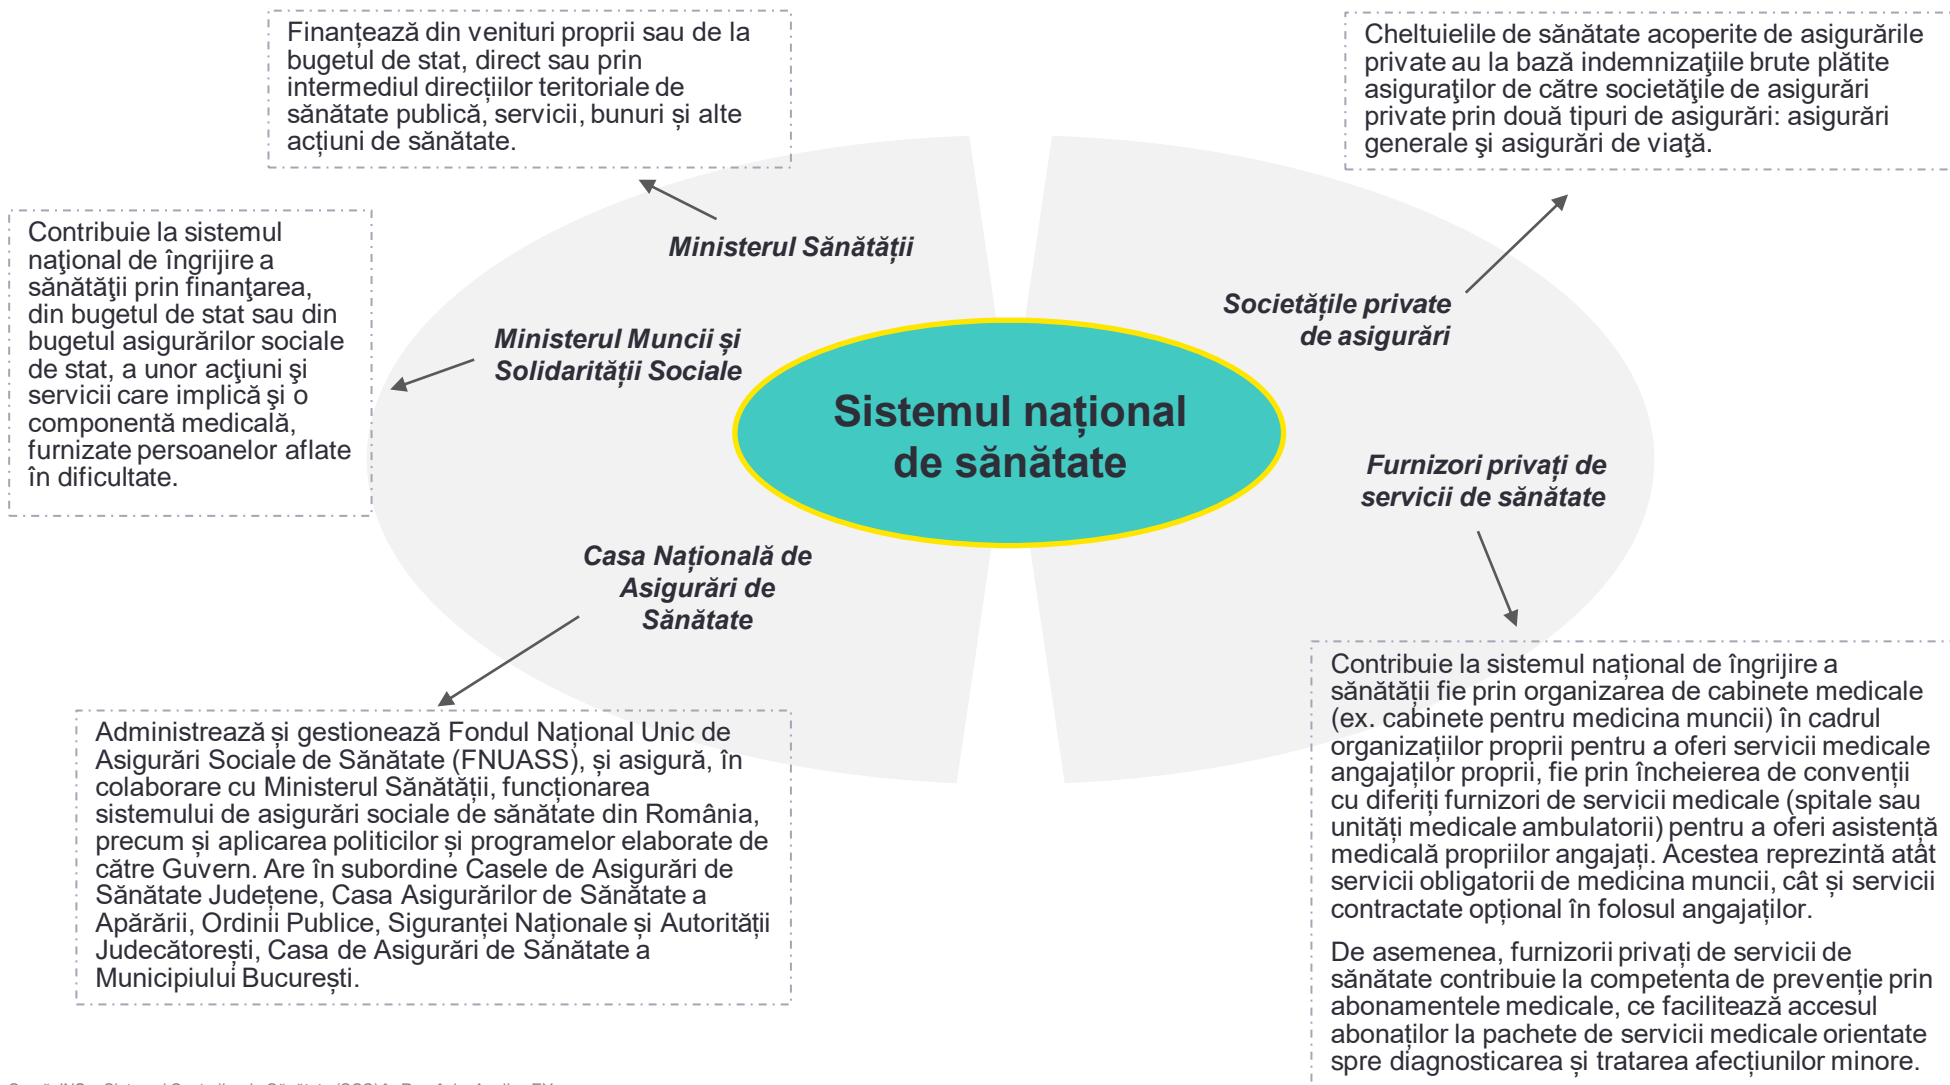 Finanțează din venituri proprii sau de la
bugetul de stat, direct sau prin
intermediul direcțiilor teritoriale de
sănătate publică, servicii, bunuri și alte
acțiuni de sănătate.
Cheltuielile de sănătate acoperite de asigurările
private au la bază indemnizaţiile brute plătite
asiguraţilor de către societăţile de asigurări
private prin două tipuri de asigurări: asigurări
generale şi asigurări de viaţă.
Contribuie la sistemul
naţional de îngrijire a
sănătăţii prin finanţarea,
din bugetul de stat sau din
bugetul asigurărilor sociale
de stat, a unor acţiuni şi
servicii care implică şi o
componentă medicală,
furnizate persoanelor aflate
în dificultate.
Ministerul Sănătății
Ministerul Muncii și
Solidarității Sociale
Societățile private
de asigurări
Sistemul național
de sănătate
Furnizori privați de
servicii de sănătate
Casa Națională de
Asigurări de
Sănătate
Administrează și gestionează Fondul Național Unic de
Asigurări Sociale de Sănătate (FNUASS), și asigură, în
colaborare cu Ministerul Sănătății, funcționarea
sistemului de asigurări sociale de sănătate din România,
precum și aplicarea politicilor și programelor elaborate de
către Guvern. Are în subordine Casele de Asigurări de
Sănătate Județene, Casa Asigurărilor de Sănătate a
Apărării, Ordinii Publice, Siguranței Naționale și Autorității
Judecătorești, Casa de Asigurări de Sănătate a
Municipiului București.
Contribuie la sistemul național de îngrijire a
sănătății fie prin organizarea de cabinete medicale
(ex. cabinete pentru medicina muncii) în cadrul
organizațiilor proprii pentru a oferi servicii medicale
angajaților proprii, fie prin încheierea de convenții
cu diferiți furnizori de servicii medicale (spitale sau
unități medicale ambulatorii) pentru a oferi asistență
medicală propriilor angajați. Acestea reprezintă atât
servicii obligatorii de medicina muncii, cât și servicii
contractate opțional în folosul angajaților.
De asemenea, furnizorii privați de servicii de
sănătate contribuie la competenta de prevenție prin
abonamentele medicale, ce facilitează accesul
abonaților la pachete de servicii medicale orientate
spre diagnosticarea și tratarea afecțiunilor minore.